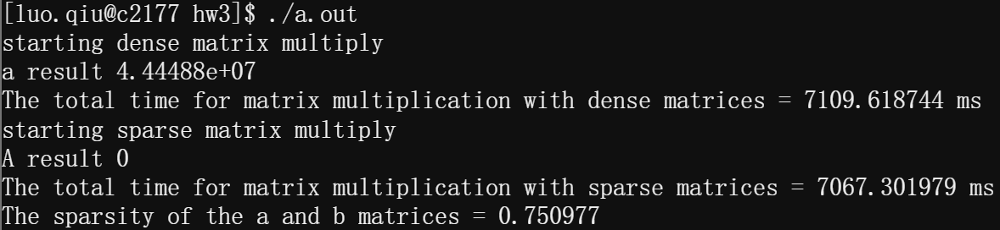 [luo.qiu@c2177 hw3]$ ./a.out
starting dense matrix multiply
a result 4.44488e+07
The total time for matrix multiplication with dense matrices = 7109.618744 ms
starting sparse matrix multiply
A result 0
The total time for matrix multiplication with sparse matrices = 7067.301979 ms
The sparsity of the a and b matrices = 0.750977